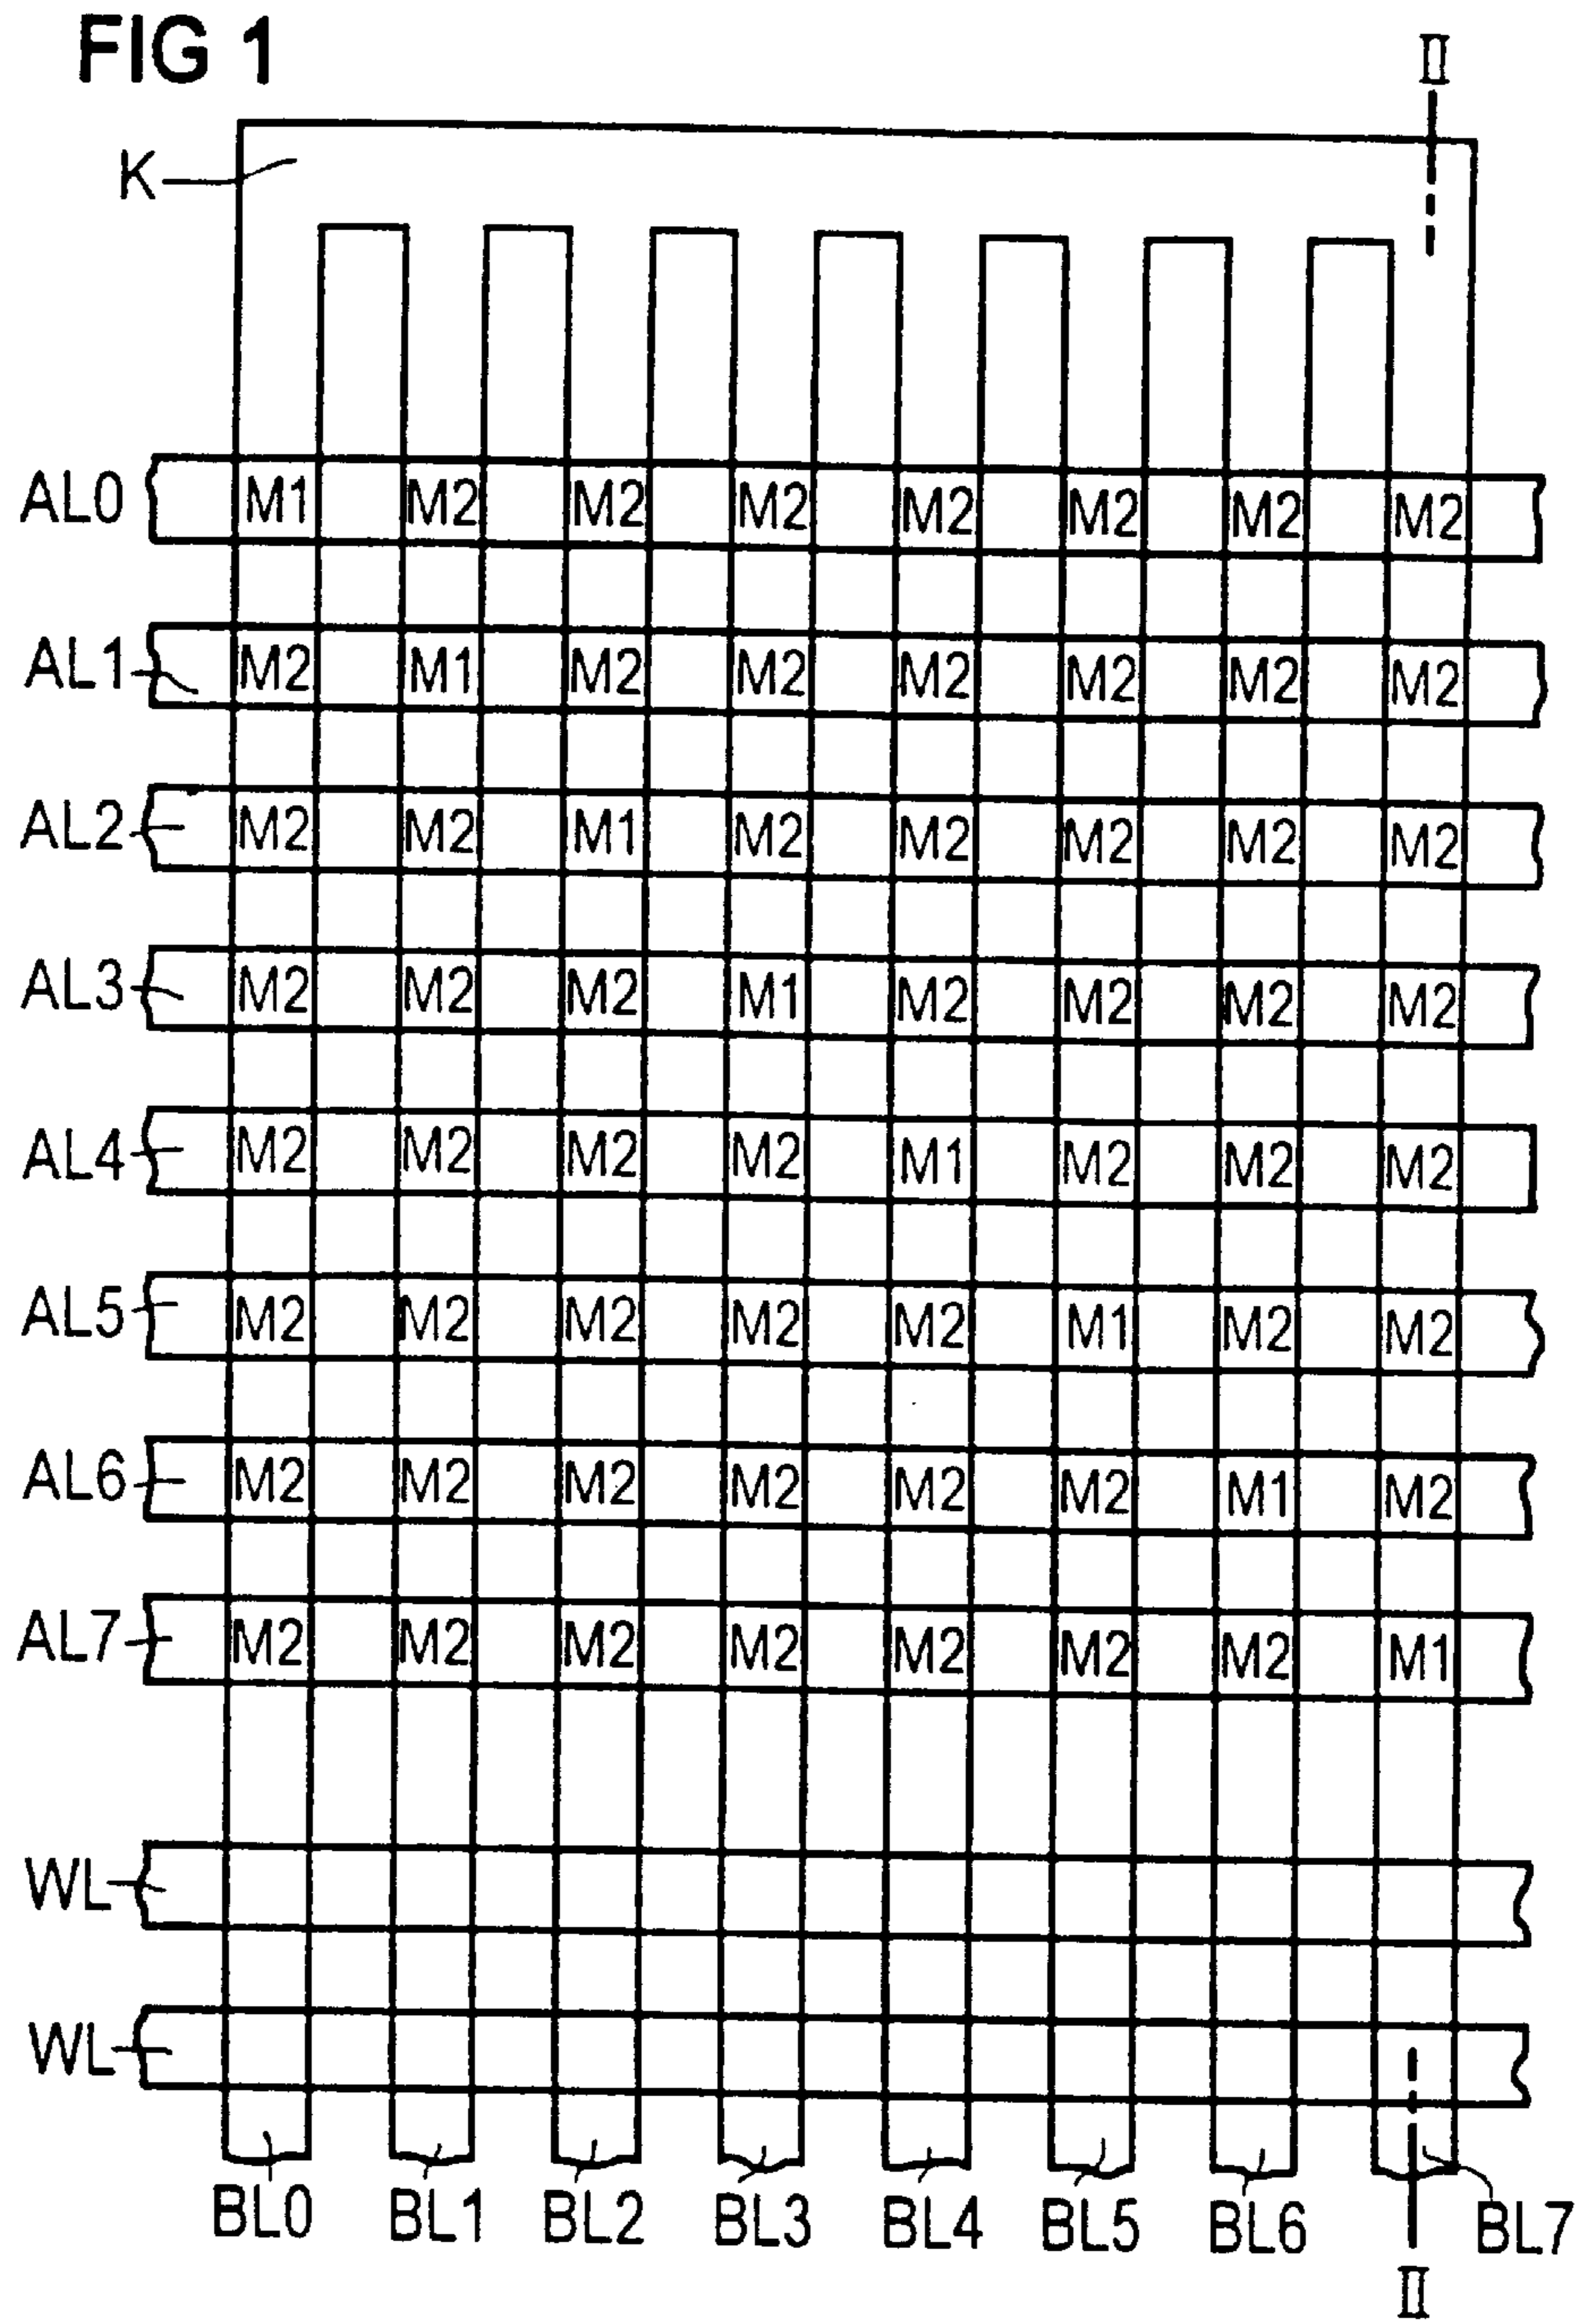 FIG 1
II
K
AL0 M1 M2 M2 M2 M2 M2 M2 M2
AL1 M2 M1 M2 M2 M2 M2 M2 M2
AL2 M2 M2 M1 M2 M2 M2 M2 M2
AL3 M2 M2 M2 M1 M2 M2 M2 M2
AL4 M2 M2 M2 M2 M1 M2 M2 M2
AL5 M2 M2 M2 M2 M2 M1 M2 M2
AL6 M2 M2 M2 M2 M2 M2 M1 M2
AL7 M2 M2 M2 M2 M2 M2 M2 M1
WL
WL
BL0 BL1 BL2 BL3 BL4 BL5 BL6 BL7
II